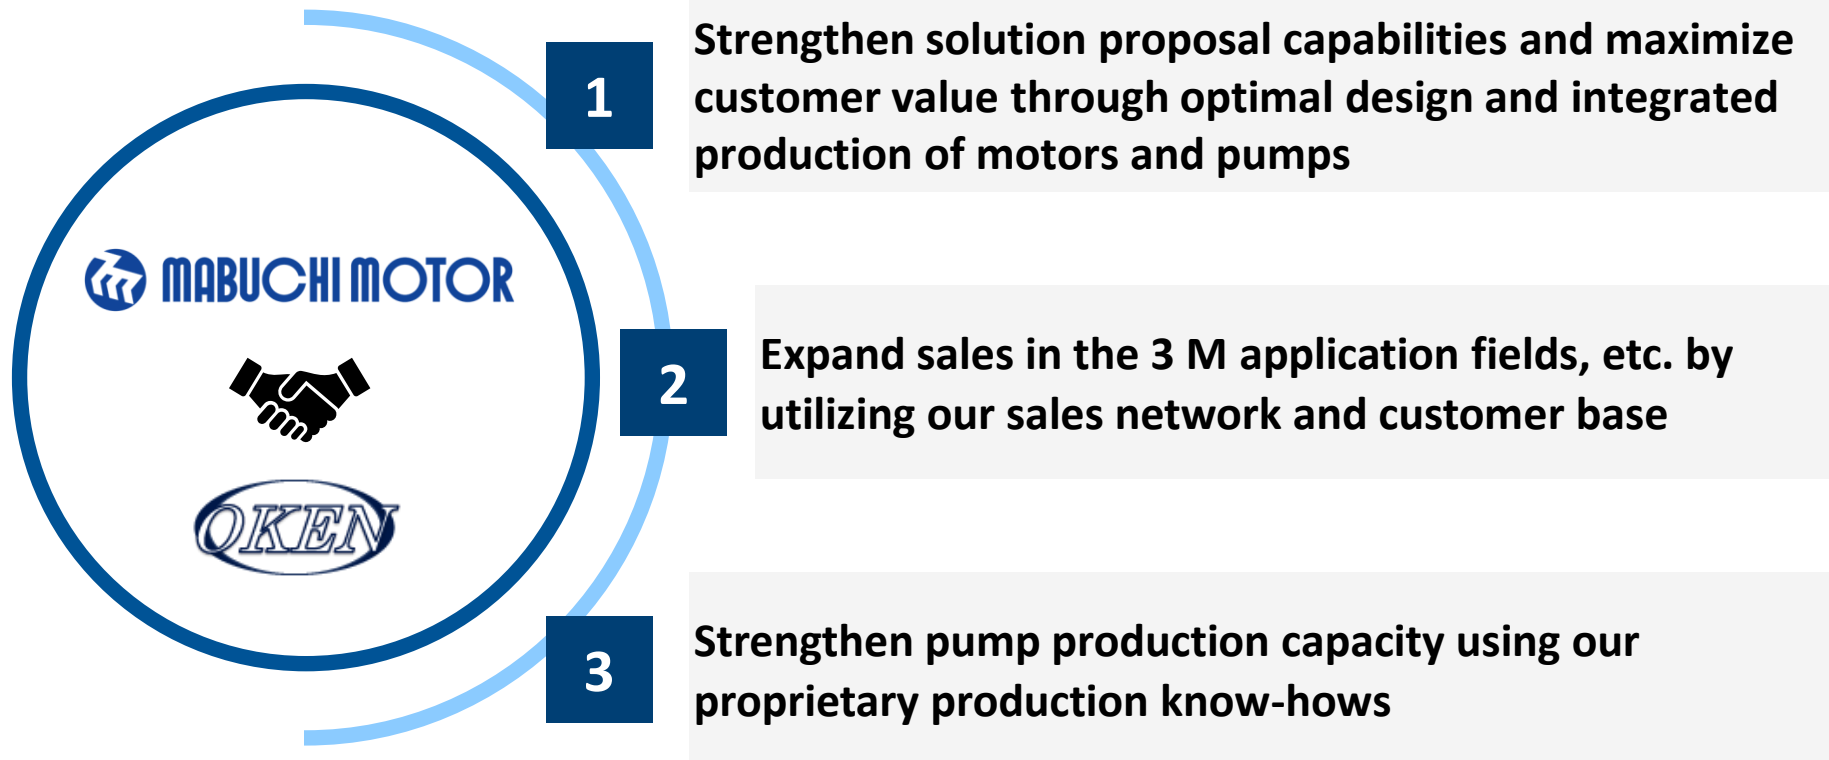 MABUCHI MOTOR
OKEN
1
Strengthen solution proposal capabilities and maximize
customer value through optimal design and integrated
production of motors and pumps
2
Expand sales in the 3 M application fields, etc. by
utilizing our sales network and customer base
3
Strengthen pump production capacity using our
proprietary production know-hows